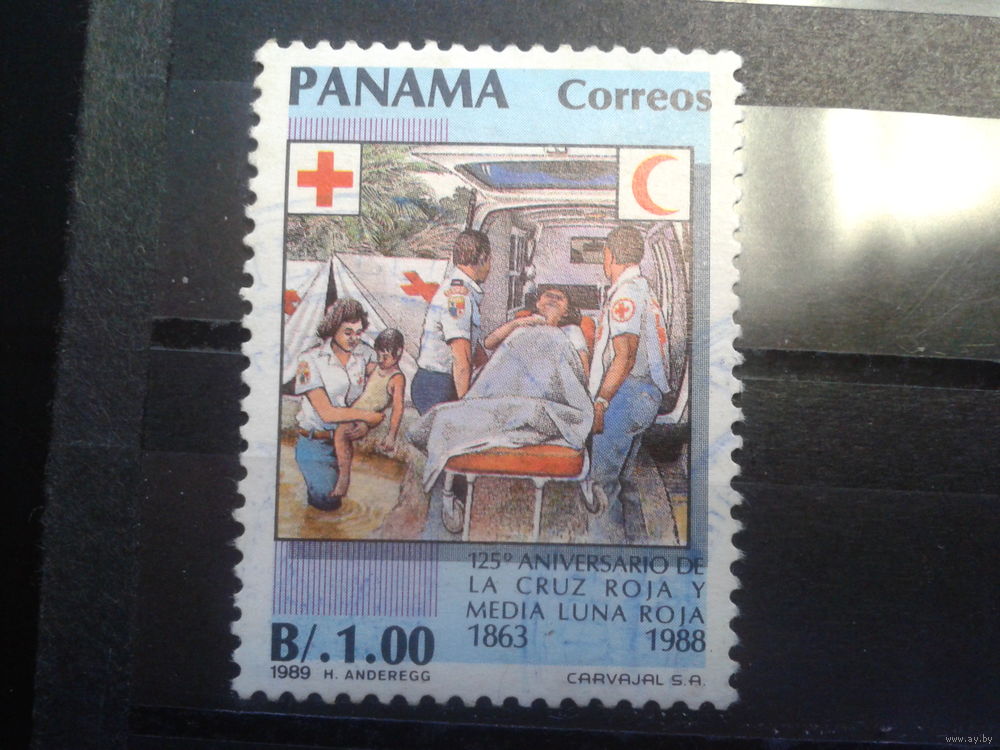 PANAMA Correos
125º ANIVERSARIO DE
LA CRUZ ROJA Y
MEDIA LUNA ROJA
1863 1988
B/.1.00
1989 H. ANDEREGG CARVAJAL S.A.
www.ay.by